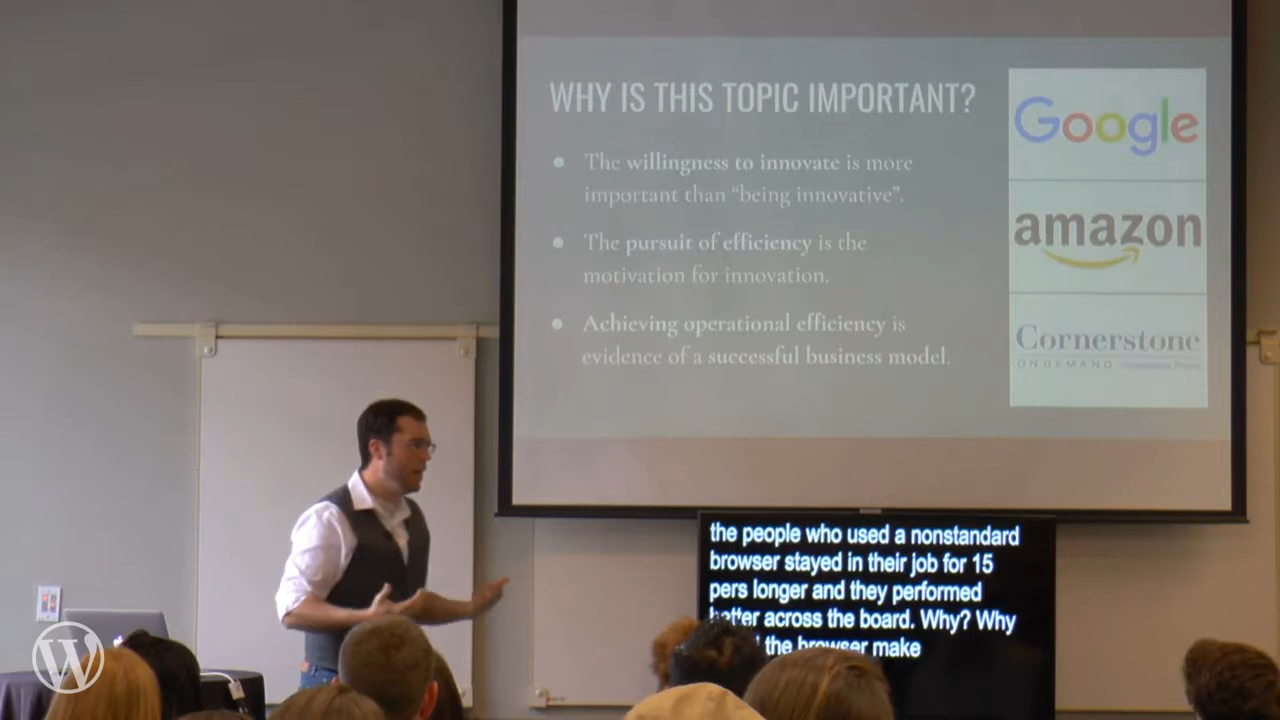 WHY IS THIS TOPIC IMPORTANT?
● The willingness to innovate is more
important than “being innovative”.
● The pursuit of efficiency is the
motivation for innovation.
● Achieving operational efficiency is
evidence of a successful business model.
Google
amazon
Cornerstone
ONDEMAND
the people who used a nonstandard
browser stayed in their job for 15
pers longer and they performed
better across the board. Why? Why
the browser make
W